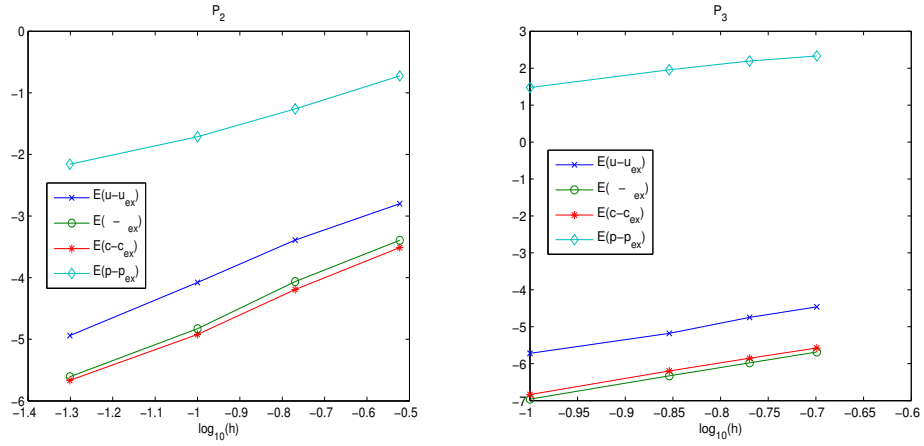 P2
0
-1
-2
-3
-4
-5
-6
E(u-uex)
E( - ex)
E(c-cex)
E(p-pex)
-1.4 -1.3 -1.2 -1.1 -1 -0.9 -0.8 -0.7 -0.6 -0.5
log10(h)
P3
3
2
1
0
-1
-2
-3
-4
-5
-6
-7
E(u-uex)
E( - ex)
E(c-cex)
E(p-pex)
-1 -0.95 -0.9 -0.85 -0.8 -0.75 -0.7 -0.65 -0.6
log10(h)